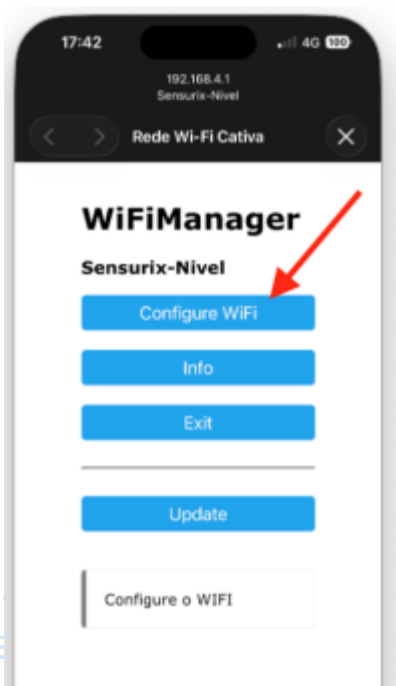 17:42
4G 100
192.168.4.1
Sensurix-Nivel
Rede Wi-Fi Cativa
WiFiManager
Sensurix-Nivel
Configure WiFi
Info
Exit
Update
Configure o WIFI